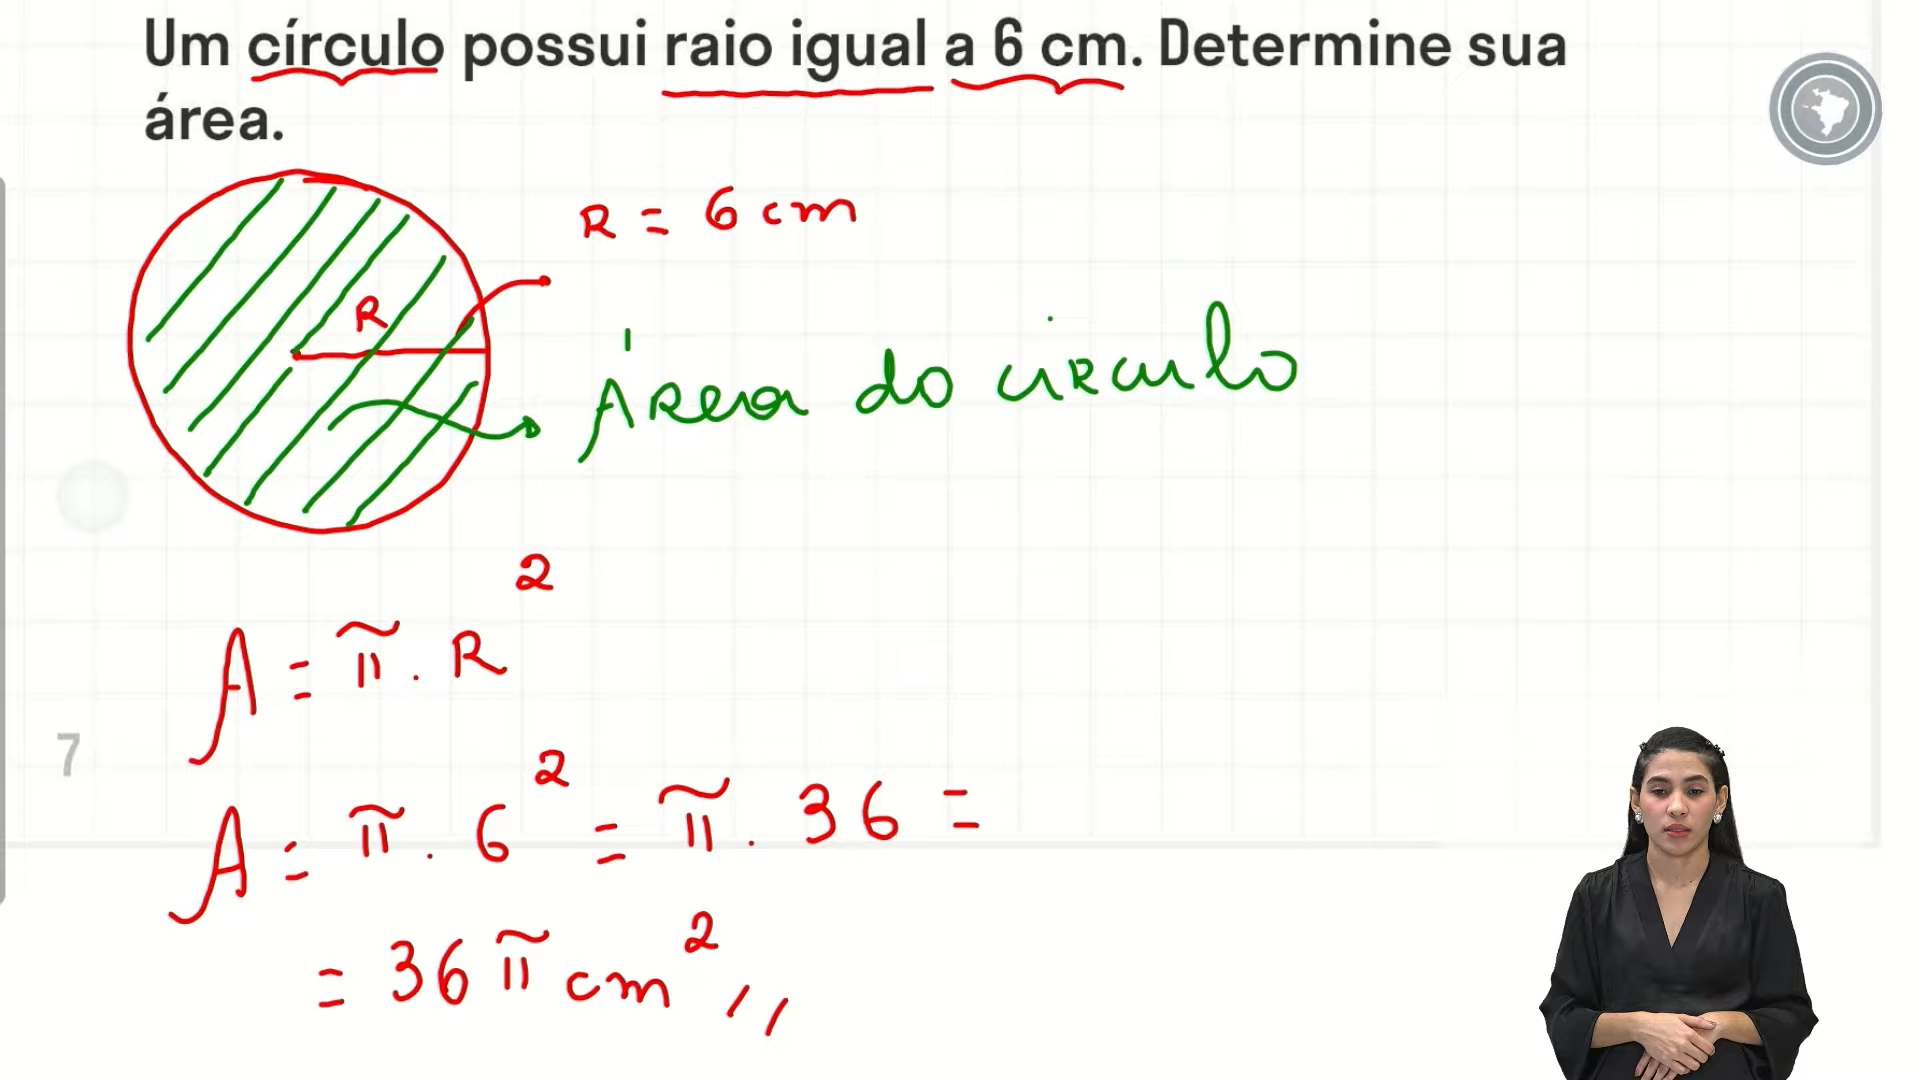 Um círculo possui raio igual a 6 cm. Determine sua
área.
R = 6 cm
R
Área do círculo
A = π . R²
7
A = π . 6² = π . 36 =
= 36 π cm² //